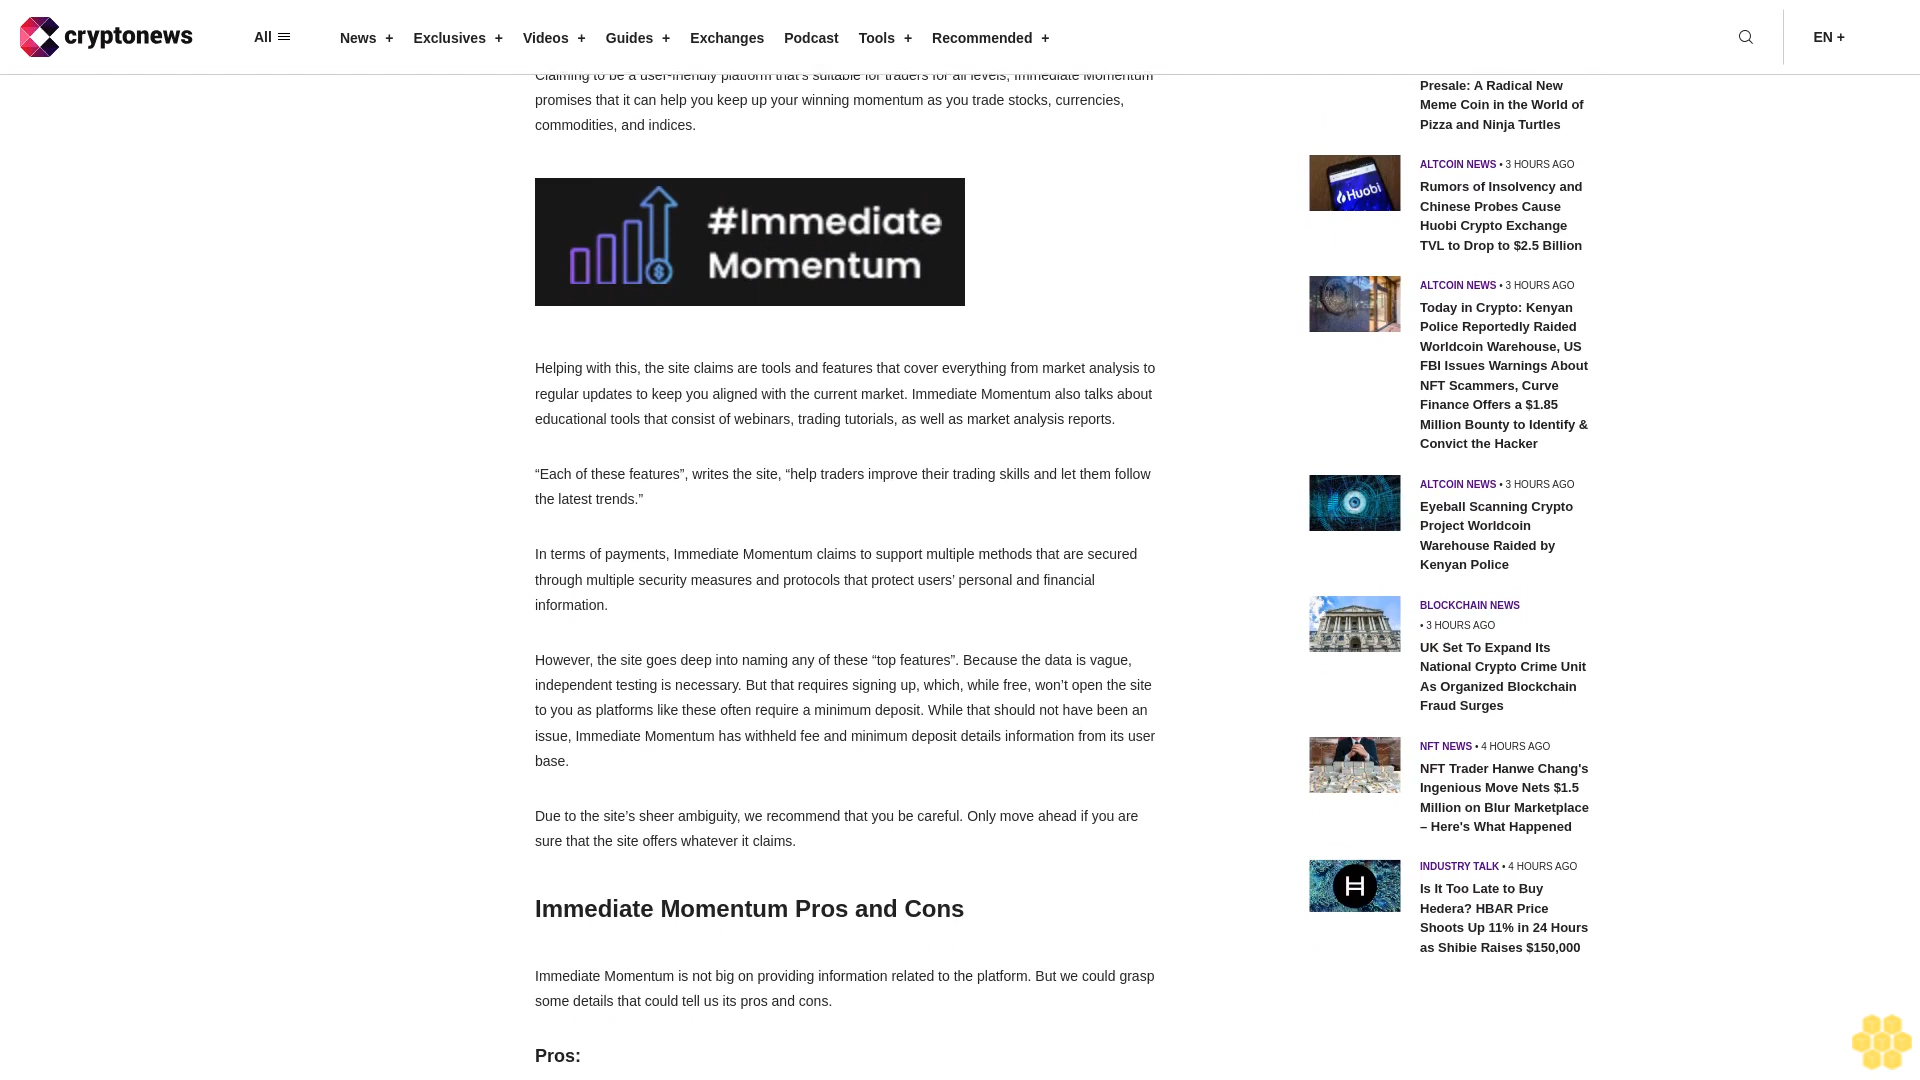 cryptonews
All
News +
Exclusives +
Videos +
Guides +
Exchanges
Podcast
Tools +
Recommended +
EN +
Claiming to be a user-friendly platform that's suitable for traders for all levels, Immediate Momentum
promises that it can help you keep up your winning momentum as you trade stocks, currencies,
commodities, and indices.
#Immediate
Momentum
Helping with this, the site claims are tools and features that cover everything from market analysis to
regular updates to keep you aligned with the current market. Immediate Momentum also talks about
educational tools that consist of webinars, trading tutorials, as well as market analysis reports.
“Each of these features”, writes the site, “help traders improve their trading skills and let them follow
the latest trends.”
In terms of payments, Immediate Momentum claims to support multiple methods that are secured
through multiple security measures and protocols that protect users’ personal and financial
information.
However, the site goes deep into naming any of these “top features”. Because the data is vague,
independent testing is necessary. But that requires signing up, which, while free, won’t open the site
to you as platforms like these often require a minimum deposit. While that should not have been an
issue, Immediate Momentum has withheld fee and minimum deposit details information from its user
base.
Due to the site’s sheer ambiguity, we recommend that you be careful. Only move ahead if you are
sure that the site offers whatever it claims.
Immediate Momentum Pros and Cons
Immediate Momentum is not big on providing information related to the platform. But we could grasp
some details that could tell us its pros and cons.
Pros:
Presale: A Radical New
Meme Coin in the World of
Pizza and Ninja Turtles
Huobi
ALTCOIN NEWS • 3 HOURS AGO
Rumors of Insolvency and
Chinese Probes Cause
Huobi Crypto Exchange
TVL to Drop to $2.5 Billion
ALTCOIN NEWS • 3 HOURS AGO
Today in Crypto: Kenyan
Police Reportedly Raided
Worldcoin Warehouse, US
FBI Issues Warnings About
NFT Scammers, Curve
Finance Offers a $1.85
Million Bounty to Identify &
Convict the Hacker
ALTCOIN NEWS • 3 HOURS AGO
Eyeball Scanning Crypto
Project Worldcoin
Warehouse Raided by
Kenyan Police
BLOCKCHAIN NEWS
• 3 HOURS AGO
UK Set To Expand Its
National Crypto Crime Unit
As Organized Blockchain
Fraud Surges
NFT NEWS • 4 HOURS AGO
NFT Trader Hanwe Chang's
Ingenious Move Nets $1.5
Million on Blur Marketplace
– Here's What Happened
INDUSTRY TALK • 4 HOURS AGO
Is It Too Late to Buy
Hedera? HBAR Price
Shoots Up 11% in 24 Hours
as Shibie Raises $150,000